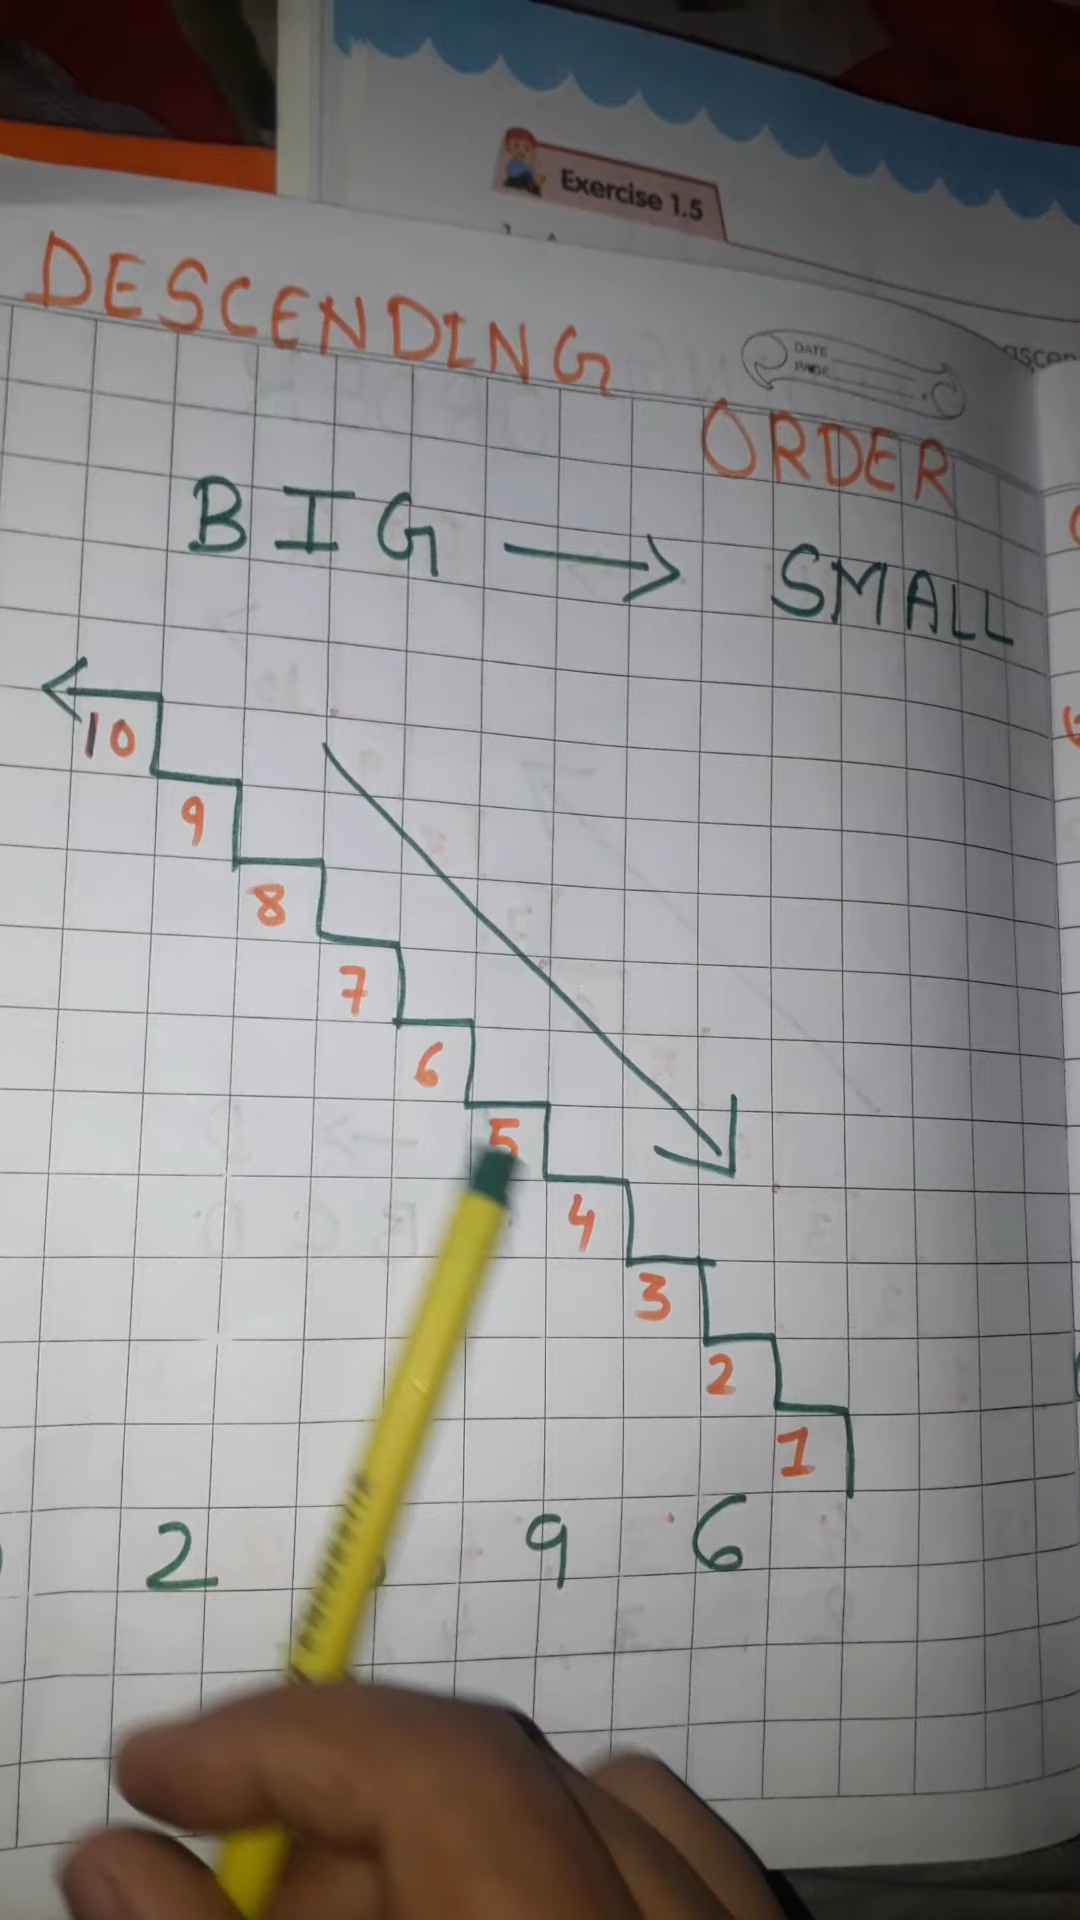 Exercise 1.5
DESCENDING ORDER
DATE
PAGE
BIG → SMALL
10
9
8
7
6
5
4
3
2
1
2 9 6